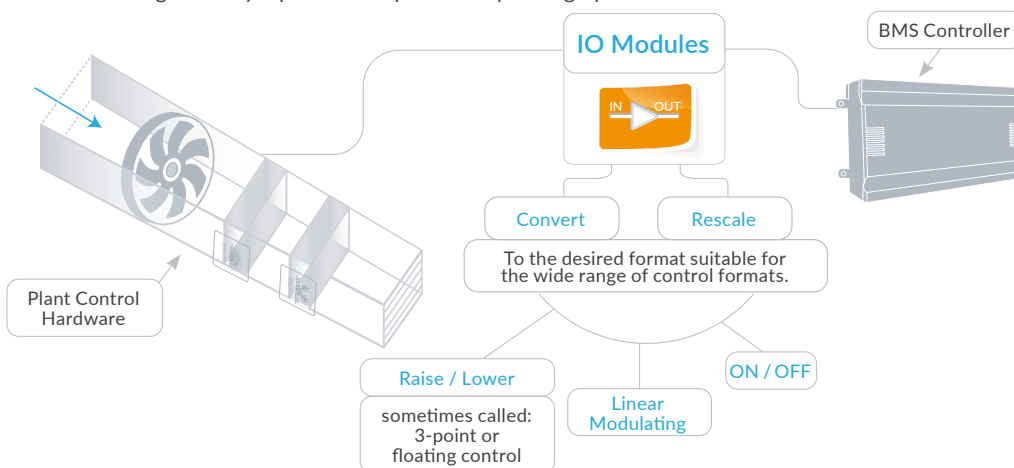 IO Modules
BMS Controller
IN
OUT
Convert
Rescale
To the desired format suitable for
the wide range of control formats.
Plant Control
Hardware
Raise / Lower
sometimes called:
3-point or
floating control
Linear
Modulating
ON / OFF